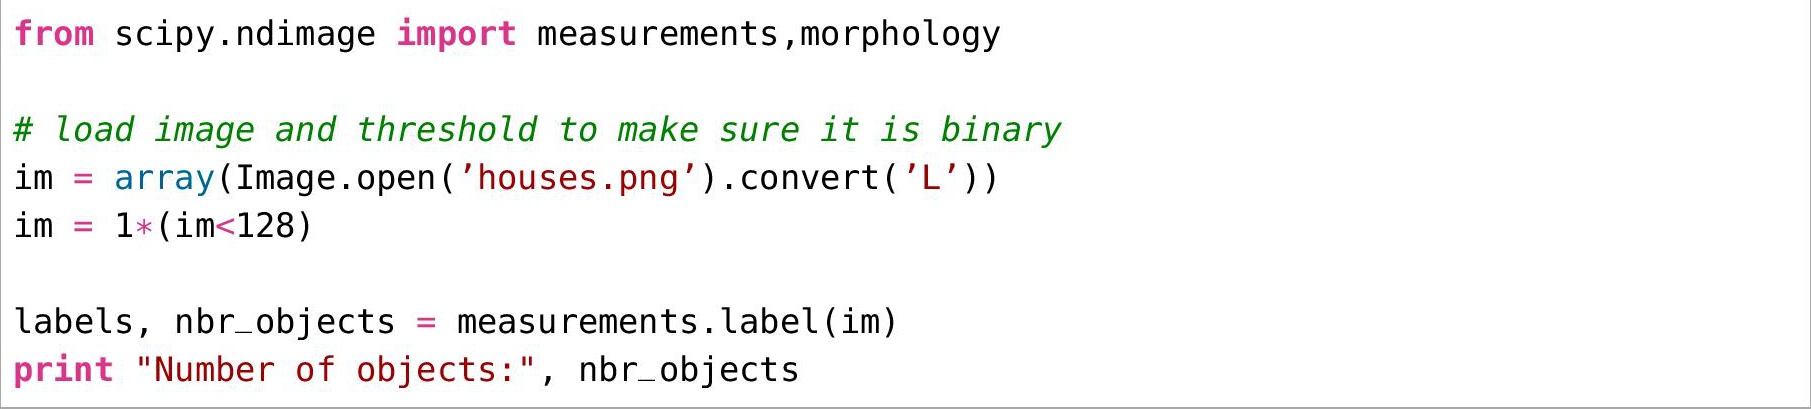 from scipy.ndimage import measurements,morphology
# load image and threshold to make sure it is binary
im = array(Image.open(’houses.png’).convert(’L’))
im = 1*(im<128)
labels, nbr_objects = measurements.label(im)
print "Number of objects:", nbr_objects